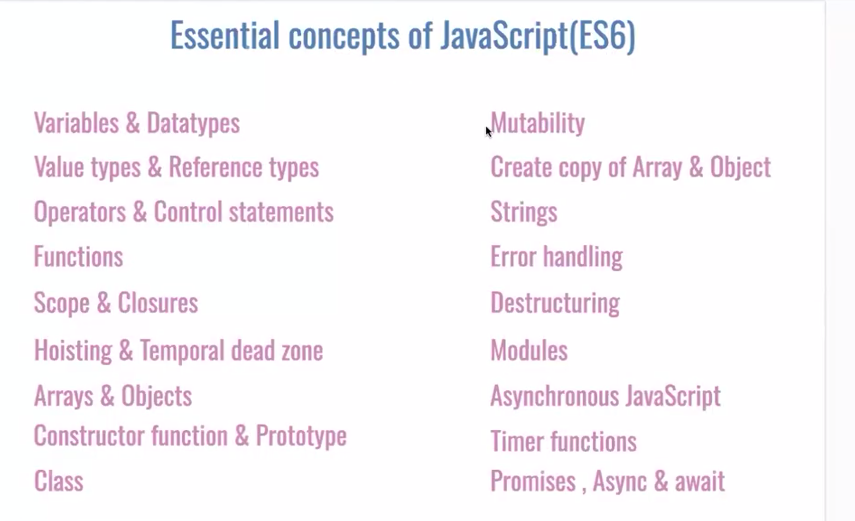 Essential concepts of JavaScript(ES6)
Variables & Datatypes
Value types & Reference types
Operators & Control statements
Functions
Scope & Closures
Hoisting & Temporal dead zone
Arrays & Objects
Constructor function & Prototype
Class
Mutability
Create copy of Array & Object
Strings
Error handling
Destructuring
Modules
Asynchronous JavaScript
Timer functions
Promises , Async & await